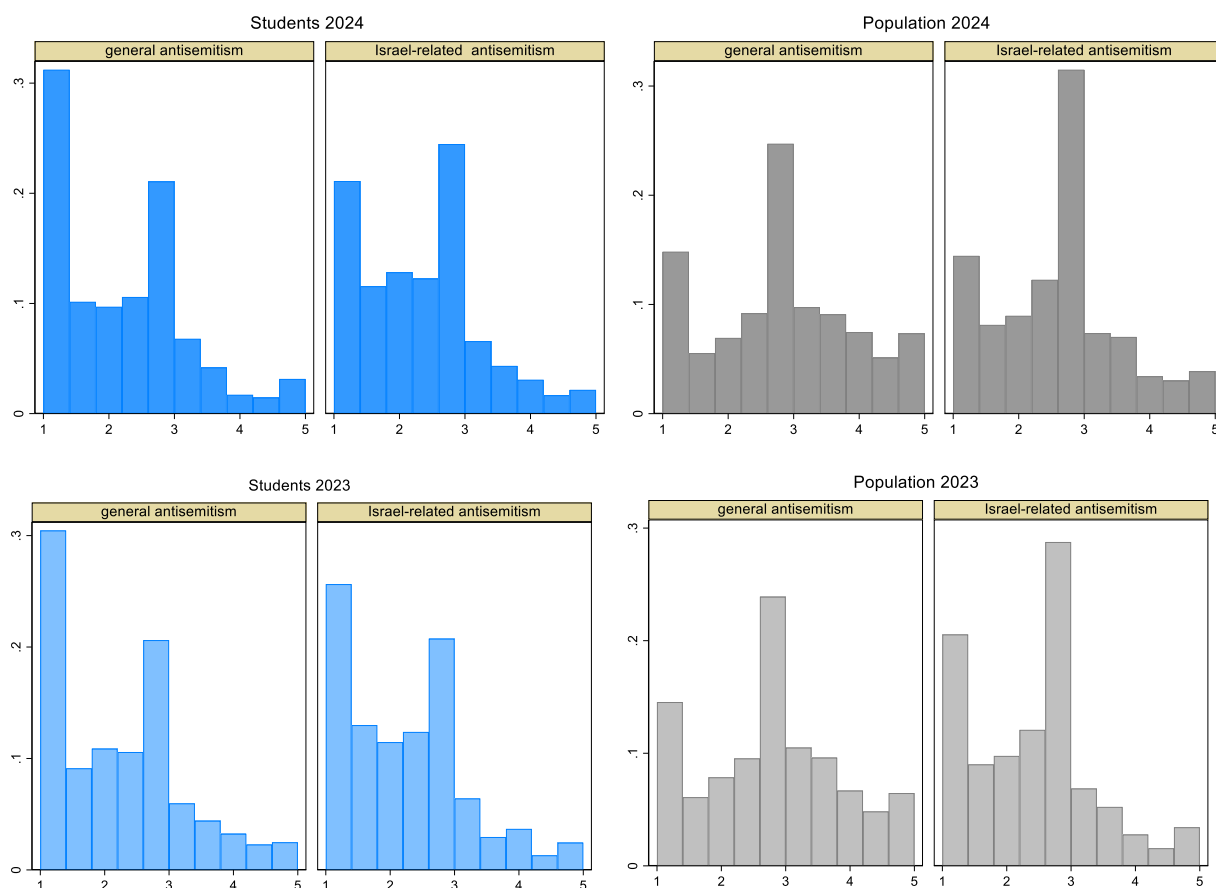 Students 2024
general antisemitism
Israel-related antisemitism
.3
.2
.1
0
1 2 3 4 5
1 2 3 4 5
Population 2024
general antisemitism
Israel-related antisemitism
.3
.2
.1
0
1 2 3 4 5
1 2 3 4 5
Students 2023
general antisemitism
Israel-related antisemitism
.3
.2
.1
0
1 2 3 4 5
1 2 3 4 5
Population 2023
general antisemitism
Israel-related antisemitism
.3
.2
.1
0
1 2 3 4 5
1 2 3 4 5